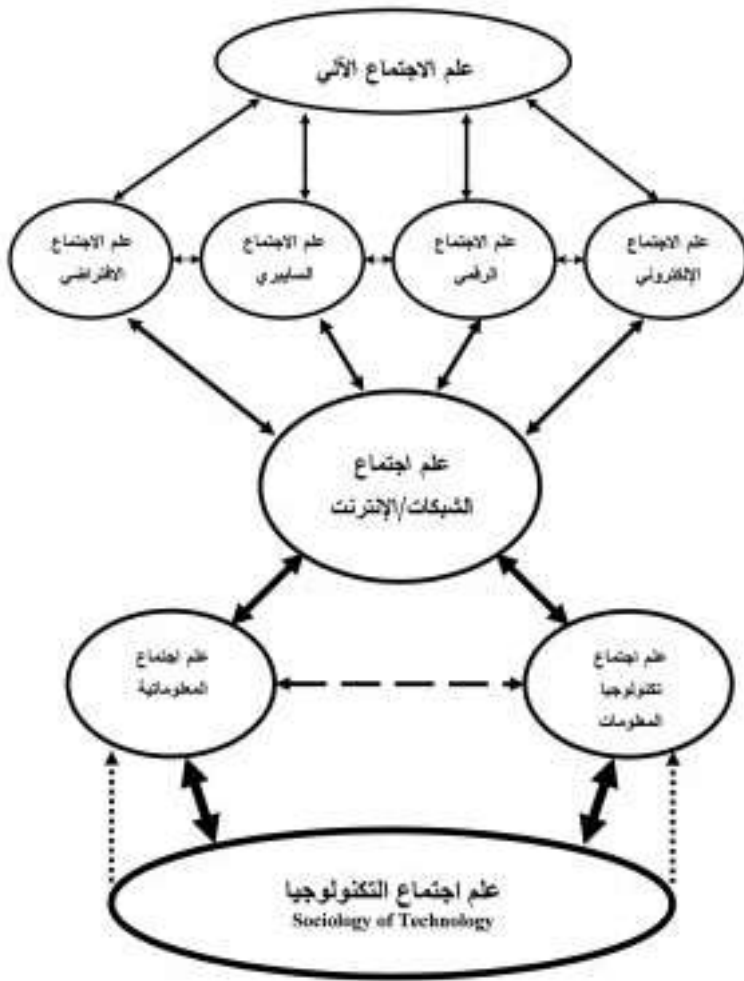 علم الاجتماع الآلي
علم الاجتماع
الإلكتروني
علم الاجتماع
الرقمي
علم الاجتماع
السايبري
علم الاجتماع
الافتراضي
علم اجتماع
الشبكات/الإنترنت
علم اجتماع
تكنولوجيا
المعلومات
علم اجتماع
المعلوماتية
علم اجتماع التكنولوجيا
Sociology of Technology